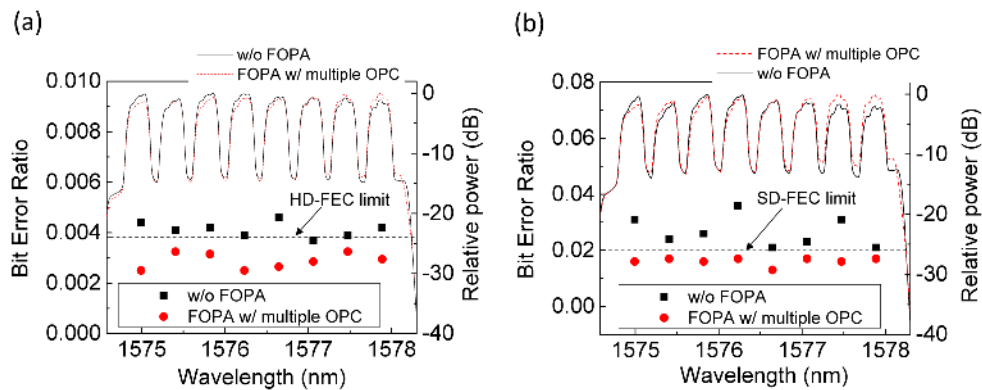 (a)
w/o FOPA
FOPA w/ multiple OPC
0.010
0.008
0.006
0.004
0.002
0.000
Bit Error Ratio
0
-10
-20
-30
-40
Relative power (dB)
HD-FEC limit
w/o FOPA
FOPA w/ multiple OPC
1575 1576 1577 1578
Wavelength (nm)
(b)
FOPA w/ multiple OPC
w/o FOPA
0.08
0.06
0.04
0.02
0.00
Bit Error Ratio
0
-10
-20
-30
-40
Relative power (dB)
SD-FEC limit
w/o FOPA
FOPA w/ multiple OPC
1575 1576 1577 1578
Wavelength (nm)